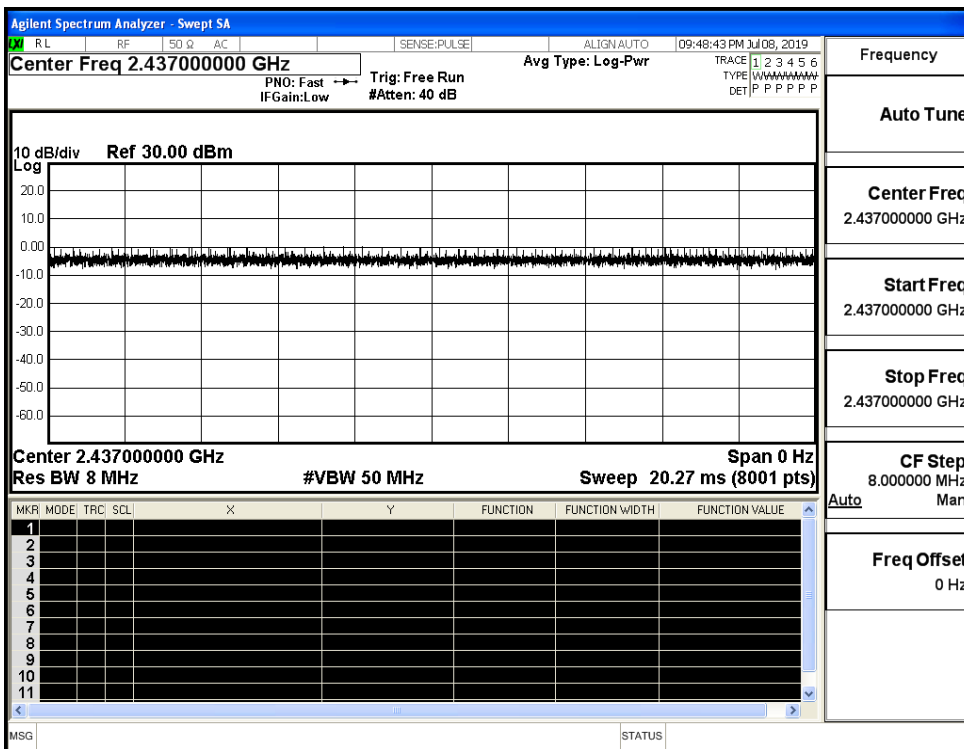 Agilent Spectrum Analyzer - Swept SA
LXI RL RF 50 Ω AC SENSE:PULSE ALIGN AUTO 09:48:43 PM Jul 08, 2019
Center Freq 2.437000000 GHz
PNO: Fast
IFGain:Low
Trig: Free Run
#Atten: 40 dB
Avg Type: Log-Pwr
TRACE 1 2 3 4 5 6
TYPE WWWWWW
DET P P P P P P
10 dB/div Ref 30.00 dBm
Log
20.0
10.0
0.00
-10.0
-20.0
-30.0
-40.0
-50.0
-60.0
Center 2.437000000 GHz Span 0 Hz
Res BW 8 MHz #VBW 50 MHz Sweep 20.27 ms (8001 pts)
MKR MODE TRC SCL X Y FUNCTION FUNCTION WIDTH FUNCTION VALUE
1
2
3
4
5
6
7
8
9
10
11
MSG STATUS
Frequency
Auto Tune
Center Freq
2.437000000 GHz
Start Freq
2.437000000 GHz
Stop Freq
2.437000000 GHz
CF Step
8.000000 MHz
Auto Man
Freq Offset
0 Hz